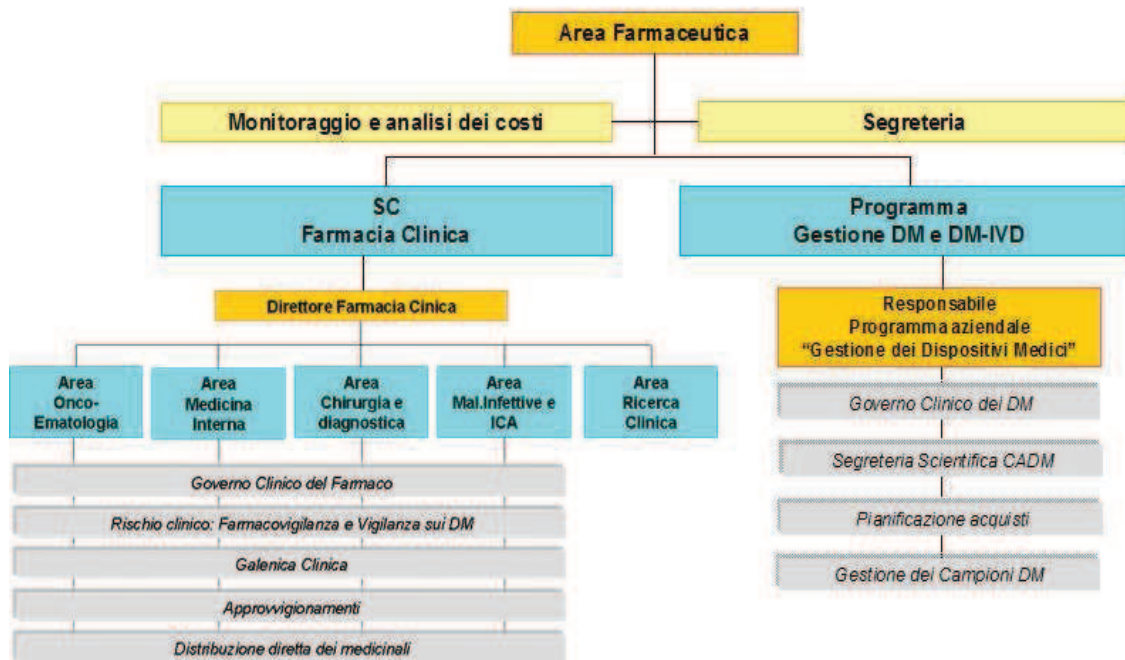 Area Farmaceutica
Monitoraggio e analisi dei costi
Segreteria
SC
Farmacia Clinica
Programma
Gestione DM e DM-IVD
Direttore Farmacia Cinica
Responsabile
Programma aziendale
“Gestione dei Dispositivi Medici”
Area
Onco-
Ematologia
Area
Medicina
Interna
Area
Chirurgia e
diagnostica
Area
Mal.Infettive e
ICA
Area
Ricerca
Clinica
Governo Clinico del Farmaco
Rischio clinico: Farmacovigilanza e Vigilanza sui DM
Galenica Clinica
Approvvigionamenti
Distribuzione diretta dei medicinali
Governo Clinico dei DM
Segreteria Scientifica CADM
Pianificazione acquisti
Gestione dei Campioni DM